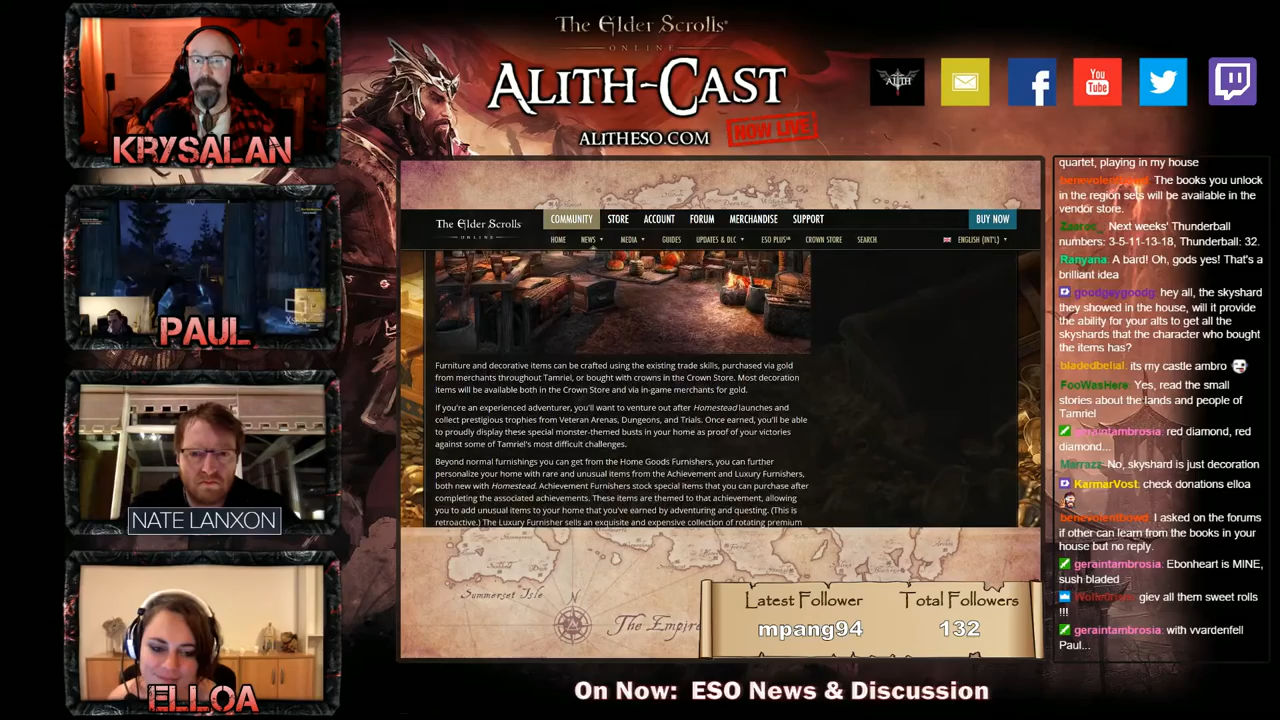 The Elder Scrolls
ONLINE
ALITH-CAST
ALITHESO.COM
NOW LIVE
ALITH
You
Tube
KRYSALAN
PAUL
NATE LANXON
ELLOA
The Elder Scrolls
ONLINE
COMMUNITY STORE ACCOUNT FORUM MERCHANDISE SUPPORT BUY NOW
HOME NEWS MEDIA GUIDES UPDATES & DLC ESO PLUS™ CROWN STORE SEARCH ENGLISH (INT'L)
Furniture and decorative items can be crafted using the existing trade skills, purchased via gold
from merchants throughout Tamriel, or bought with crowns in the Crown Store. Most decoration
items will be available both in the Crown Store and via in-game merchants for gold.
If you're an experienced adventurer, you'll want to venture out after Homestead launches and
collect prestigious trophies from Veteran Arenas, Dungeons, and Trials. Once earned, you'll be able
to proudly display these special monster-themed busts in your home as proof of your victories
against some of Tamriel's most difficult challenges.
Beyond normal furnishings you can get from the Home Goods Furnishers, you can further
personalize your home with rare and unusual items from the Achievement and Luxury Furnishers,
both new with Homestead. Achievement Furnishers stock special items that you can purchase after
completing the associated achievements. These items are themed to that achievement, allowing
you to add unusual items to your home that you've earned by adventuring and questing. (This is
retroactive.) The Luxury Furnisher sells an exquisite and expensive collection of rotating premium
Summerset Isle
The Empire
Latest Follower
mpang94
Total Followers
132
On Now: ESO News & Discussion
quartet, playing in my house
benevolentbowd: The books you unlock
in the region sets will be available in the
vendor store.
Next weeks' Thunderball
numbers: 3-5-11-13-18, Thunderball: 32.
Ranyana: A bard! Oh, gods yes! That's a
brilliant idea
goodgeygoodg: hey all, the skyshard
they showed in the house, will it provide
the ability for your alts to get all the
skyshards that the character who bought
the items has?
bladedbelial: its my castle ambro
FooWasHere: Yes, read the small
stories about the lands and people of
Tamriel
geraintambrosia: red diamond, red
diamond...
No, skyshard is just decoration
KarmarVost: check donations elloa
benevolentbowd: I asked on the forums
if other can learn from the books in your
house but no reply.
geraintambrosia: Ebonheart is MINE,
sush bladed
giev all them sweet rolls
!!!
geraintambrosia: with vvardenfell
Paul...